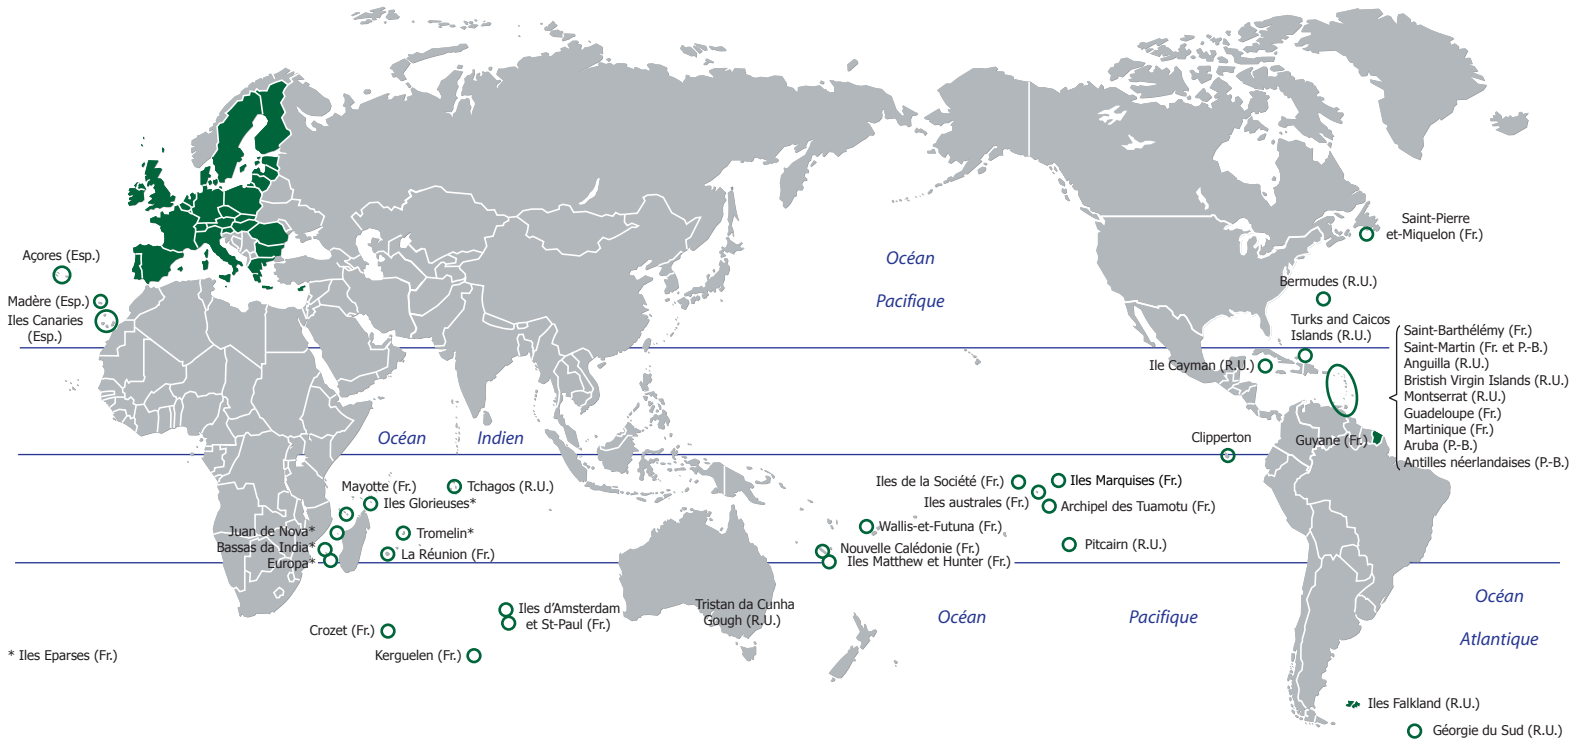 Saint-Pierre
et-Miquelon (Fr.)
Açores (Esp.)
Océan
Pacifique
Bermudes (R.U.)
Madère (Esp.)
Iles Canaries
(Esp.)
Turks and Caicos
Islands (R.U.)
Saint-Barthélémy (Fr.)
Saint-Martin (Fr. et P.-B.)
Anguilla (R.U.)
Bristish Virgin Islands (R.U.)
Montserrat (R.U.)
Guadeloupe (Fr.)
Martinique (Fr.)
Aruba (P.-B.)
Antilles néerlandaises (P.-B.)
Ile Cayman (R.U.)
Océan Indien
Clipperton
Guyane (Fr.)
Mayotte (Fr.)
Tchagos (R.U.)
Iles Glorieuses*
Iles de la Société (Fr.)
Iles Marquises (Fr.)
Iles australes (Fr.)
Archipel des Tuamotu (Fr.)
Juan de Nova*
Tromelin*
Wallis-et-Futuna (Fr.)
Bassas da India*
La Réunion (Fr.)
Nouvelle Calédonie (Fr.)
Pitcairn (R.U.)
Europa*
Iles Matthew et Hunter (Fr.)
Iles d'Amsterdam
et St-Paul (Fr.)
Tristan da Cunha
Gough (R.U.)
Océan Pacifique
Océan
Atlantique
Crozet (Fr.)
* Iles Eparses (Fr.)
Kerguelen (Fr.)
Iles Falkland (R.U.)
Géorgie du Sud (R.U.)